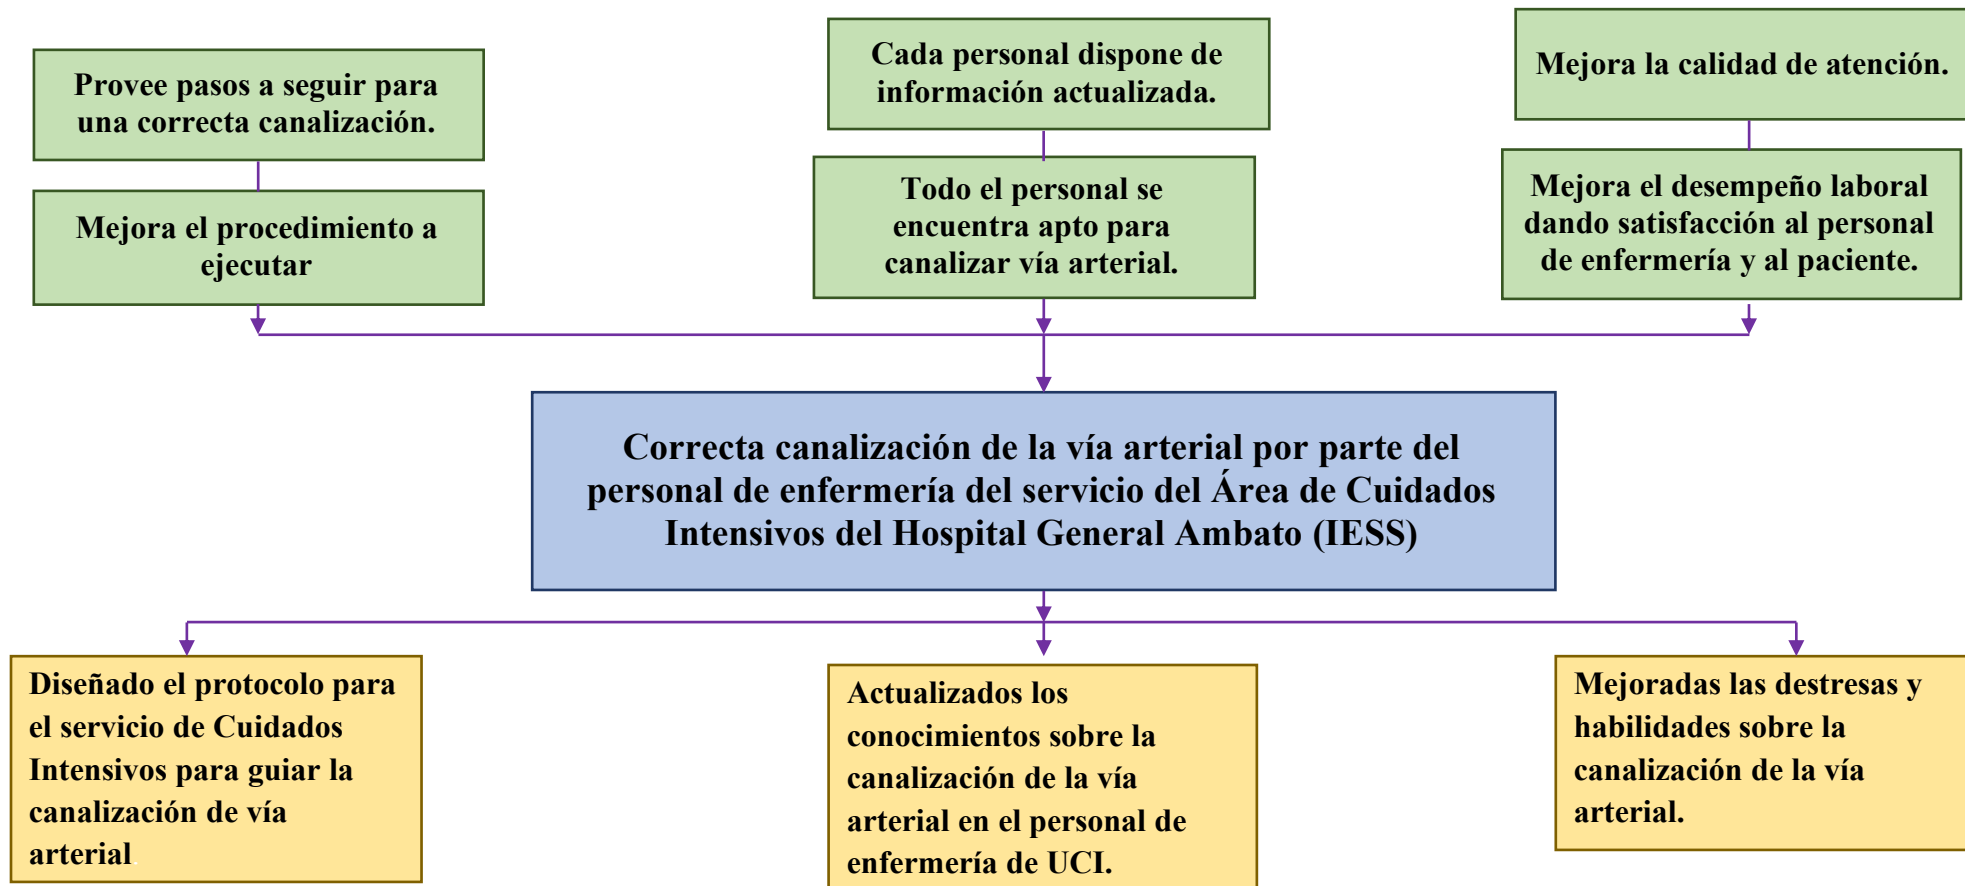 Provee pasos a seguir para
una correcta canalización.
Cada personal dispone de
información actualizada.
Mejora la calidad de atención.
Mejora el procedimiento a
ejecutar
Todo el personal se
encuentra apto para
canalizar vía arterial.
Mejora el desempeño laboral
dando satisfacción al personal
de enfermería y al paciente.
Correcta canalización de la vía arterial por parte del
personal de enfermería del servicio del Área de Cuidados
Intensivos del Hospital General Ambato (IESS)
Diseñado el protocolo para
el servicio de Cuidados
Intensivos para guiar la
canalización de vía
arterial
Actualizados los
conocimientos sobre la
canalización de la vía
arterial en el personal de
enfermería de UCI.
Mejoradas las destresas y
habilidades sobre la
canalización de la vía
arterial.